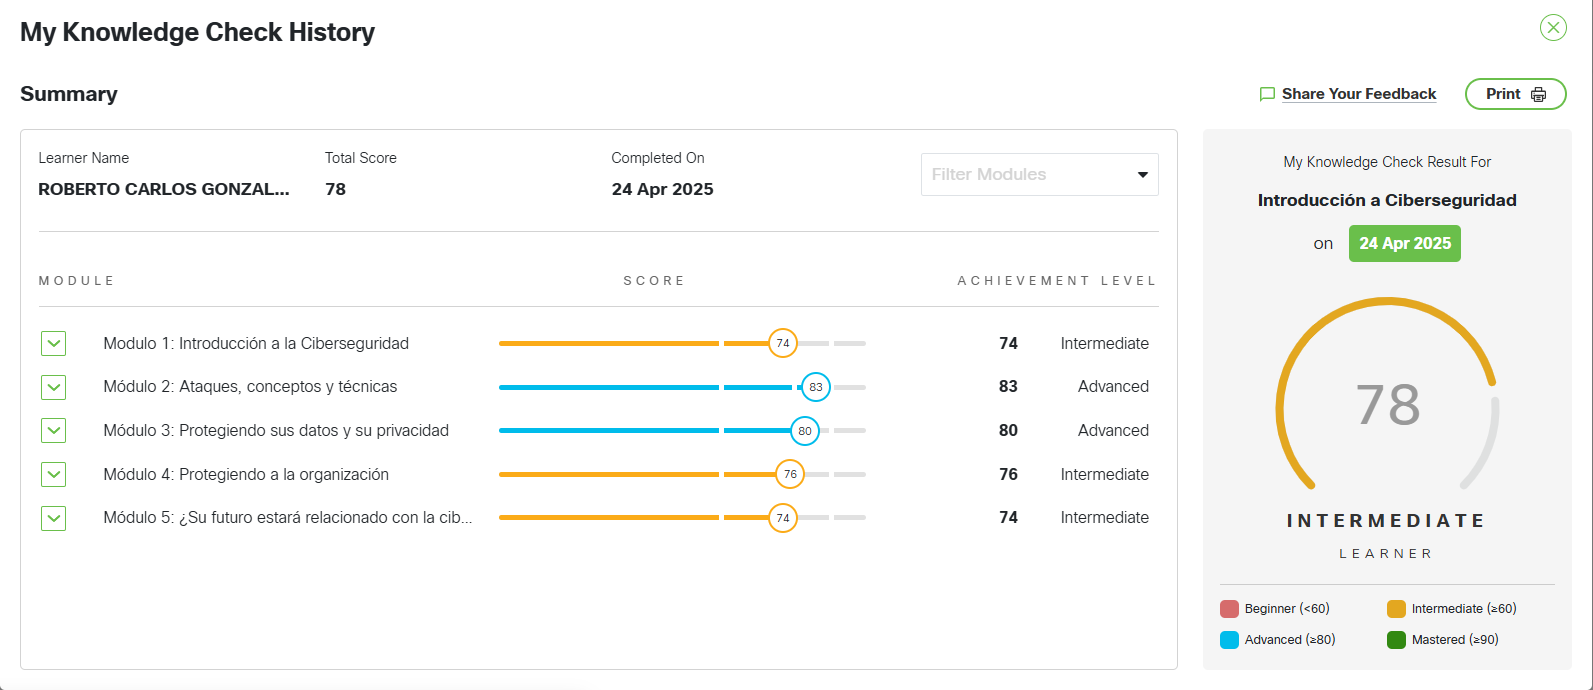 My Knowledge Check History
Summary
Share Your Feedback
Print
Learner Name
Total Score
Completed On
ROBERTO CARLOS GONZAL...
78
24 Apr 2025
Filter Modules
MODULE
SCORE
ACHIEVEMENT LEVEL
Modulo 1: Introducción a la Ciberseguridad 74 74 Intermediate
Módulo 2: Ataques, conceptos y técnicas 83 83 Advanced
Módulo 3: Protegiendo sus datos y su privacidad 80 80 Advanced
Módulo 4: Protegiendo a la organización 76 76 Intermediate
Módulo 5: ¿Su futuro estará relacionado con la cib... 74 74 Intermediate
My Knowledge Check Result For
Introducción a Ciberseguridad
on 24 Apr 2025
78
INTERMEDIATE
LEARNER
Beginner (<60)
Intermediate (≥60)
Advanced (≥80)
Mastered (≥90)